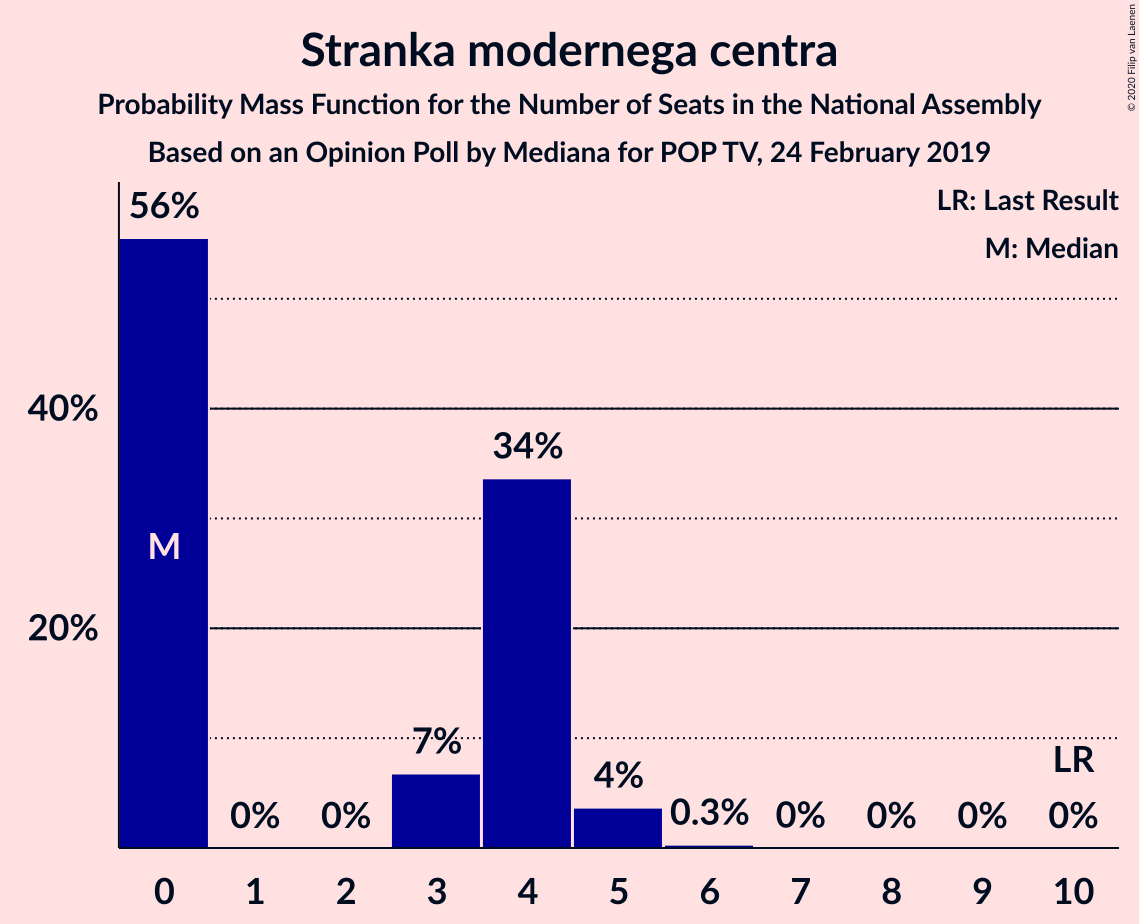 Stranka modernega centra
Probability Mass Function for the Number of Seats in the National Assembly
Based on an Opinion Poll by Mediana for POP TV, 24 February 2019
© 2020 Filip van Laenen
LR: Last Result
M: Median
56%
40%
34%
M
20%
7%
4%
LR
0%
0%
0.3%
0%
0%
0%
0%
0 1 2 3 4 5 6 7 8 9 10